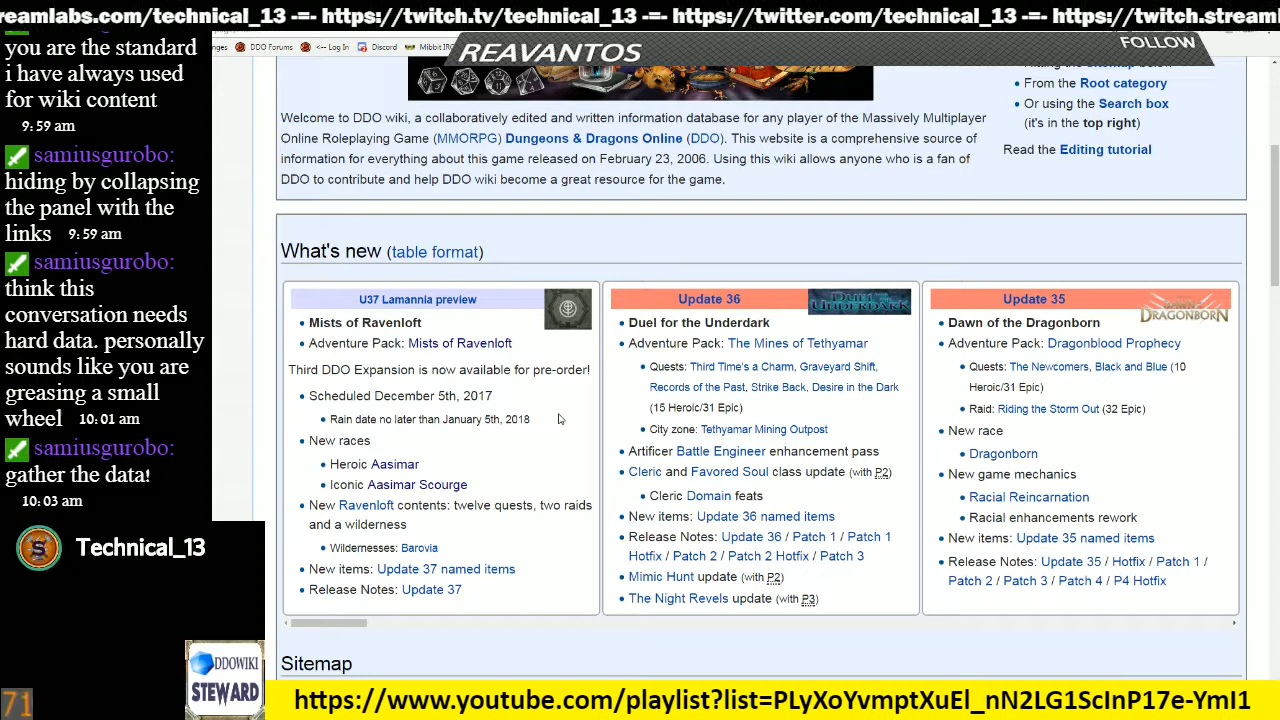 reamlabs.com/technical_13 -=- https://twitch.tv/technical_13 -=- https://twitter.com/technical_13 -=- https://twitch.streaml
you are the standard
i have always used
for wiki content
9:59 am
samiusgurobo:
hiding by collapsing
the panel with the
links 9:59 am
samiusgurobo:
think this
conversation needs
hard data. personally
sounds like you are
greasing a small
wheel 10:01 am
samiusgurobo:
gather the data!
10:03 am
Technical_13
DDOWIKI
STEWARD
71
nges DDO Forums <-- Log In Discord Mibbit IRC
REAVANTOS
FOLLOW
From the Root category
Or using the Search box
(it's in the top right)
Read the Editing tutorial
Welcome to DDO wiki, a collaboratively edited and written information database for any player of the Massively Multiplayer
Online Roleplaying Game (MMORPG) Dungeons & Dragons Online (DDO). This website is a comprehensive source of
information for everything about this game released on February 23, 2006. Using this wiki allows anyone who is a fan of
DDO to contribute and help DDO wiki become a great resource for the game.
What's new (table format)
U37 Lamannia preview
Mists of Ravenloft
Adventure Pack: Mists of Ravenloft
Third DDO Expansion is now available for pre-order!
Scheduled December 5th, 2017
Rain date no later than January 5th, 2018
New races
Heroic Aasimar
Iconic Aasimar Scourge
New Ravenloft contents: twelve quests, two raids
and a wilderness
Wildernesses: Barovia
New items: Update 37 named items
Release Notes: Update 37
Update 36
DUEL for the UNDERDARK
Duel for the Underdark
Adventure Pack: The Mines of Tethyamar
Quests: Third Time's a Charm, Graveyard Shift,
Records of the Past, Strike Back, Desire in the Dark
(15 Heroic/31 Epic)
City zone: Tethyamar Mining Outpost
Artificer Battle Engineer enhancement pass
Cleric and Favored Soul class update (with P2)
Cleric Domain feats
New items: Update 36 named items
Release Notes: Update 36 / Patch 1 / Patch 1
Hotfix / Patch 2 / Patch 2 Hotfix / Patch 3
Mimic Hunt update (with P2)
The Night Revels update (with P3)
Update 35
DAWN of the DRAGONBORN
Dawn of the Dragonborn
Adventure Pack: Dragonblood Prophecy
Quests: The Newcomers, Black and Blue (10
Heroic/31 Epic)
Raid: Riding the Storm Out (32 Epic)
New race
Dragonborn
New game mechanics
Racial Reincarnation
Racial enhancements rework
New items: Update 35 named items
Release Notes: Update 35 / Hotfix / Patch 1 /
Patch 2 / Patch 3 / Patch 4 / P4 Hotfix
Sitemap
https://www.youtube.com/playlist?list=PLyXoYvmptXuEl_nN2LG1ScInP17e-YmI1